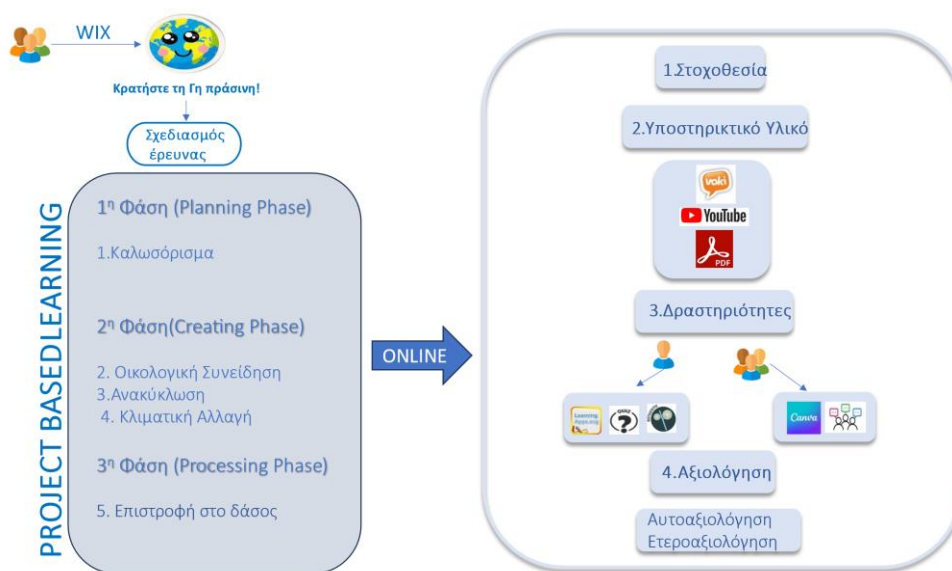 WIX
Κρατήστε τη Γη πράσινη!
Σχεδιασμός
έρευνας
PROJECT BASEDLEARNING
1η Φάση (Planning Phase)
1.Καλωσόρισμα
2η Φάση(Creating Phase)
2. Οικολογική Συνείδηση
3.Ανακύκλωση
4. Κλιματική Αλλαγή
3η Φάση (Processing Phase)
5. Επιστροφή στο δάσος
ONLINE
1.Στοχοθεσία
2.Υποστηρικτικό Υλικό
voki
YouTube
PDF
3.Δραστηριότητες
Learning
Apps.org
Canva
4.Αξιολόγηση
Αυτοαξιολόγηση
Ετεροαξιολόγηση